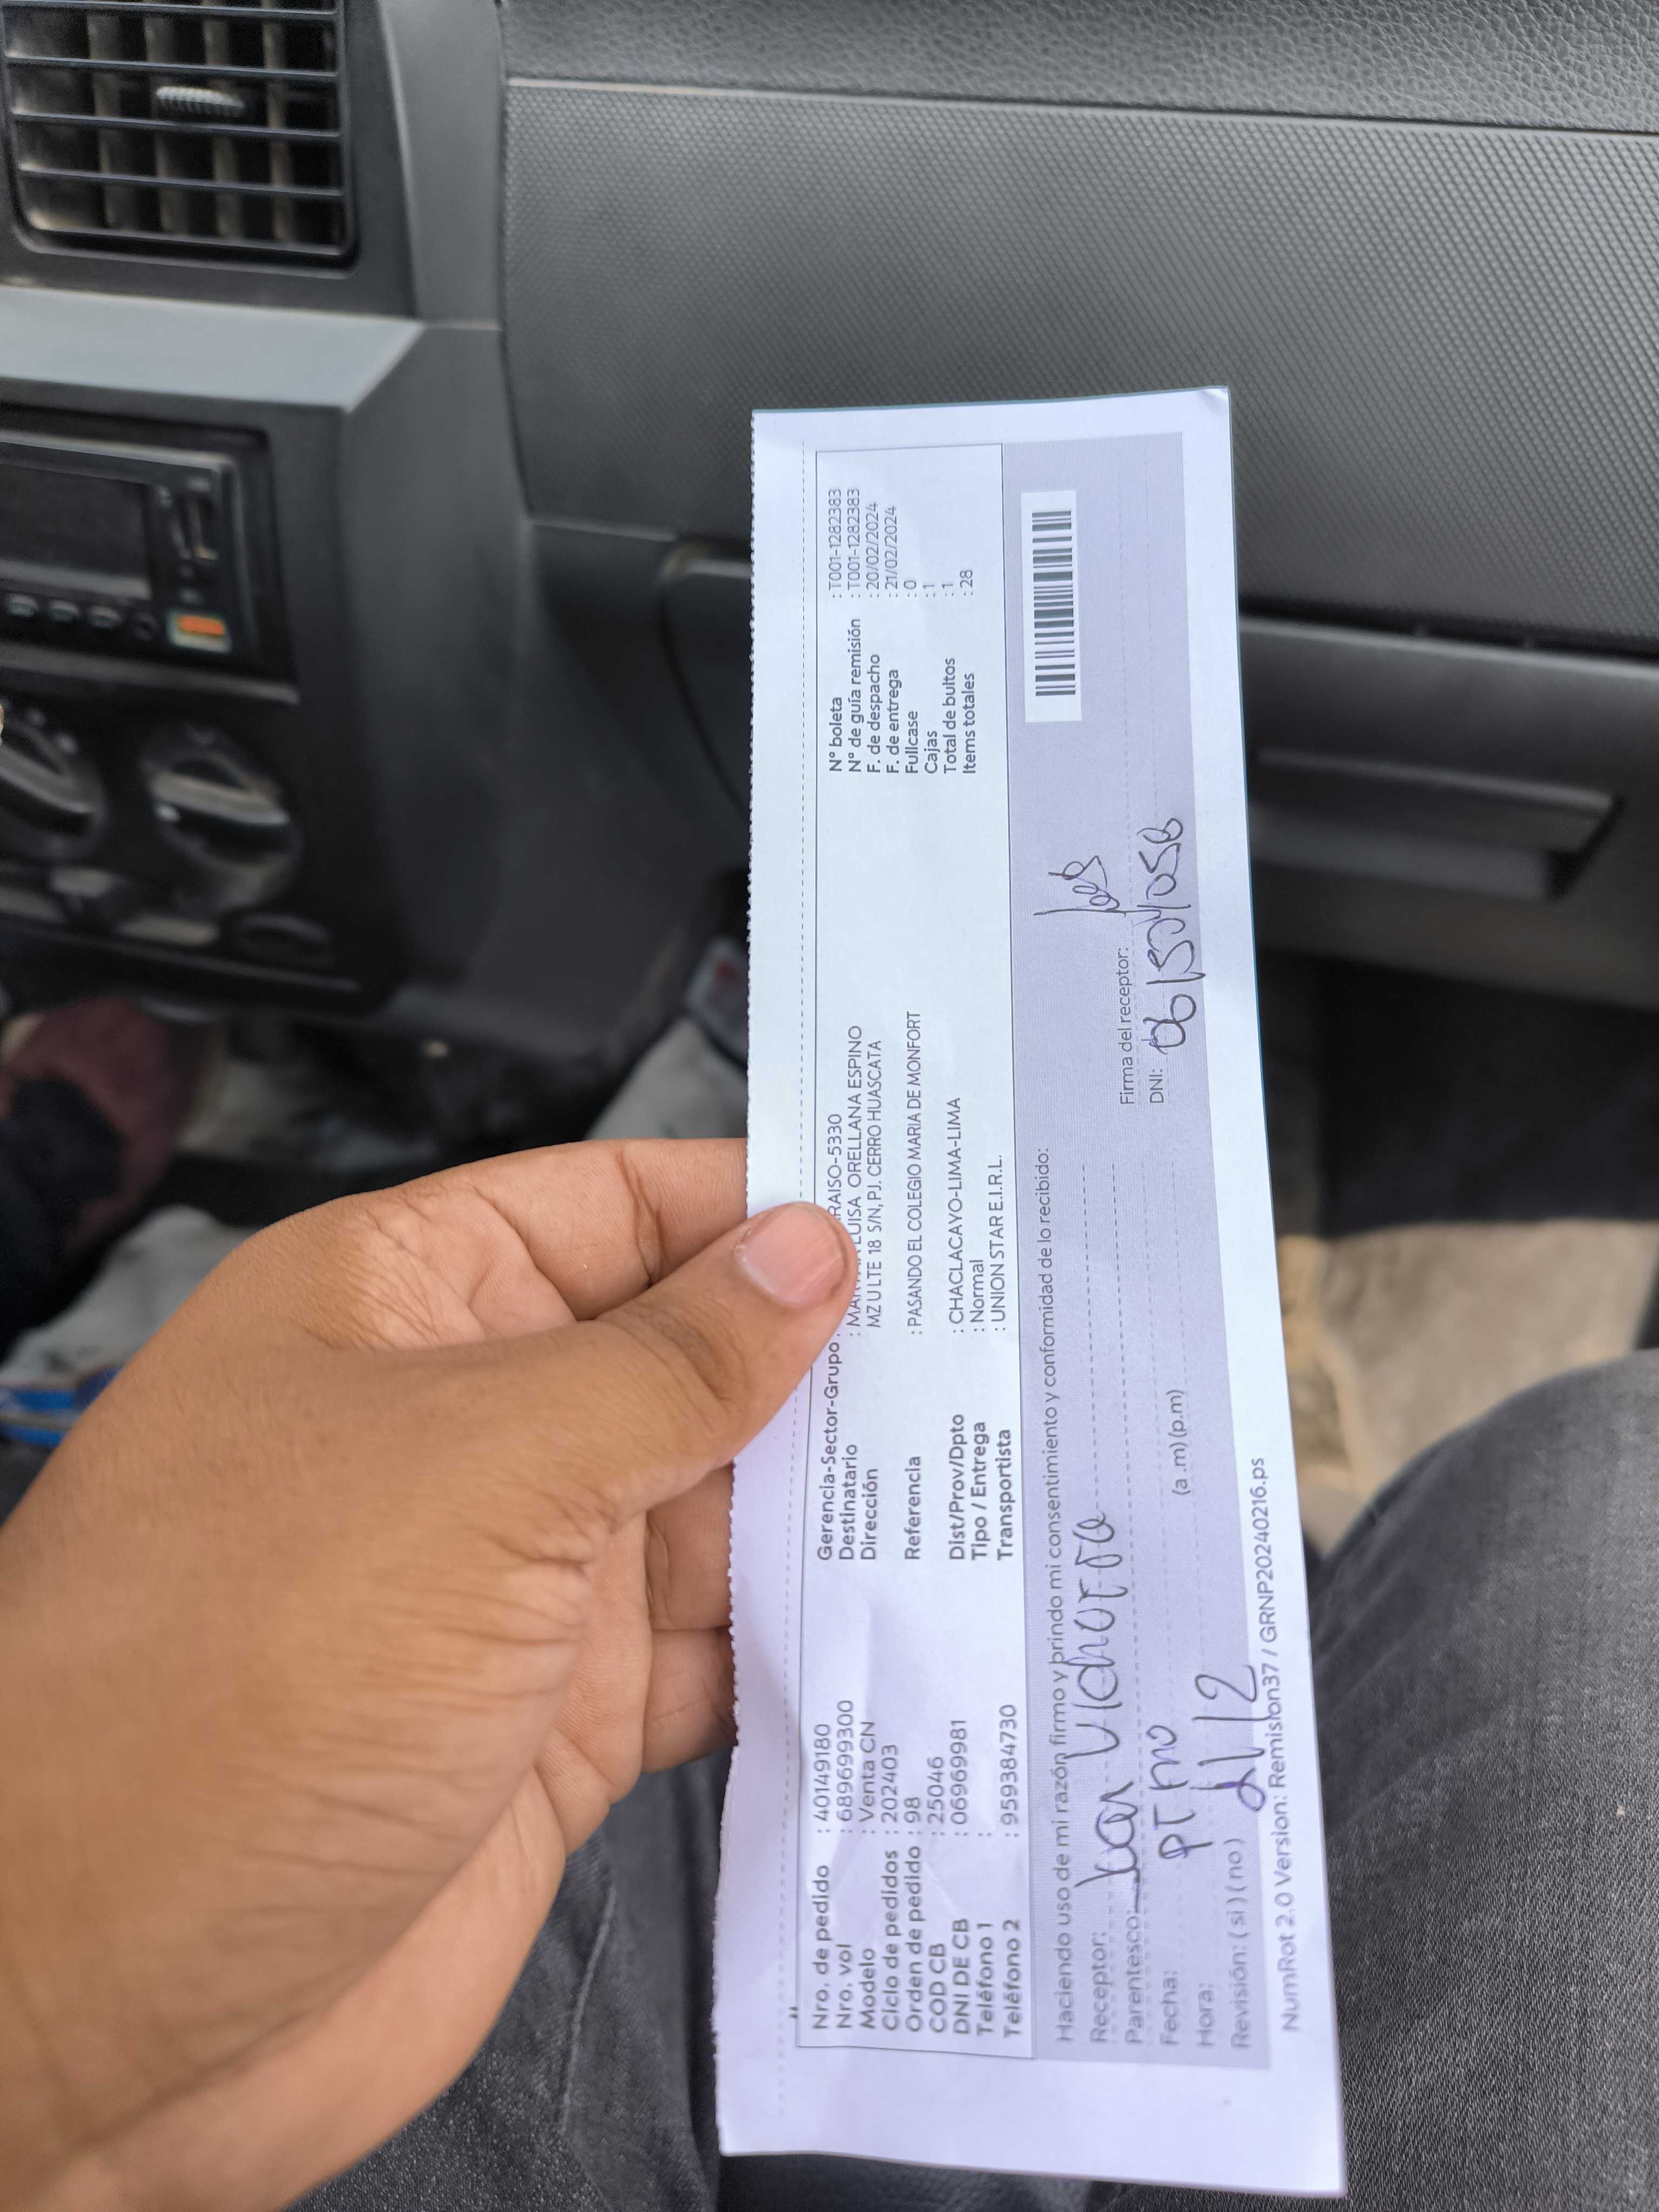 Nro. de pedido : 40149180
Nro. vol : 689699300
Modelo : Venta CN
Ciclo de pedidos : 202403
Orden de pedido : 98
COD CB : 25046
DNI DE CB : 06969981
Teléfono 1 :
Teléfono 2 : 959384730
Gerencia-Sector-Grupo RAISO-5330
Destinatario : LUISA ORELLANA ESPINO
Dirección MZ U LTE 18 S/N, PJ. CERRO HUASCATA
Referencia : PASANDO EL COLEGIO MARIA DE MONFORT
Dist/Prov/Dpto : CHACLACAYO-LIMA-LIMA
Tipo / Entrega : Normal
Transportista : UNION STAR E.I.R.L.
N° boleta : T001-1282383
N° de guía remisión : T001-1282383
F. de despacho : 20/02/2024
F. de entrega : 21/02/2024
Fullcase : 0
Cajas : 1
Total de bultos : 1
Items totales : 28
Haciendo uso de mi razón firmo y brindo mi consentimiento y conformidad de lo recibido:
Receptor:
Parentesco:
Fecha:
Hora: (a.m) (p.m)
Revisión: ( si ) ( no )
Firma del receptor:
DNI:
NumRot 2.0 Version: Remision37 / GRNP20240216.ps